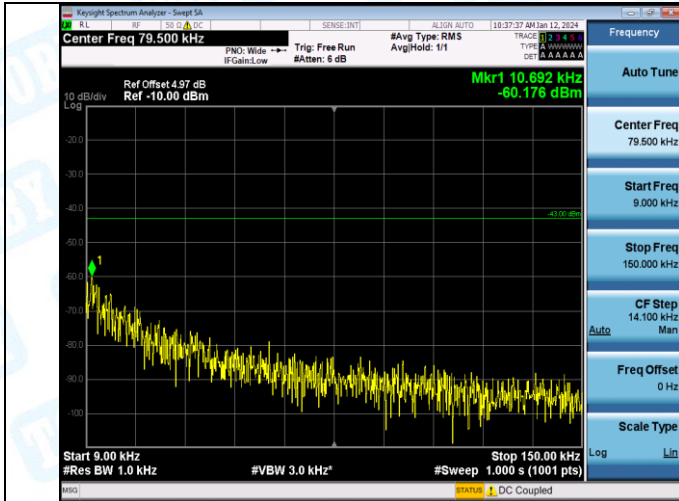 Keysight Spectrum Analyzer - Swept SA
RL RF 50 Ω DC SENSE:INT ALIGN AUTO 10:37:37 AM Jan 12, 2024
Center Freq 79.500 kHz
PNO: Wide
IFGain:Low
Trig: Free Run
#Atten: 6 dB
#Avg Type: RMS
Avg|Hold: 1/1
TRACE 1 2 3 4 5 6
TYPE A WWWWW
DET A A A A A A
Frequency
Mkr1 10.692 kHz
-60.176 dBm
Ref Offset 4.97 dB
10 dB/div Ref -10.00 dBm
Log
-20.0
-30.0
-40.0
-43.00 dBm
-50.0
1
-60.0
-70.0
-80.0
-90.0
-100
Start 9.00 kHz Stop 150.00 kHz
#Res BW 1.0 kHz #VBW 3.0 kHz* #Sweep 1.000 s (1001 pts)
MSG STATUS DC Coupled
Auto Tune
Center Freq
79.500 kHz
Start Freq
9.000 kHz
Stop Freq
150.000 kHz
CF Step
14.100 kHz
Auto Man
Freq Offset
0 Hz
Scale Type
Log Lin